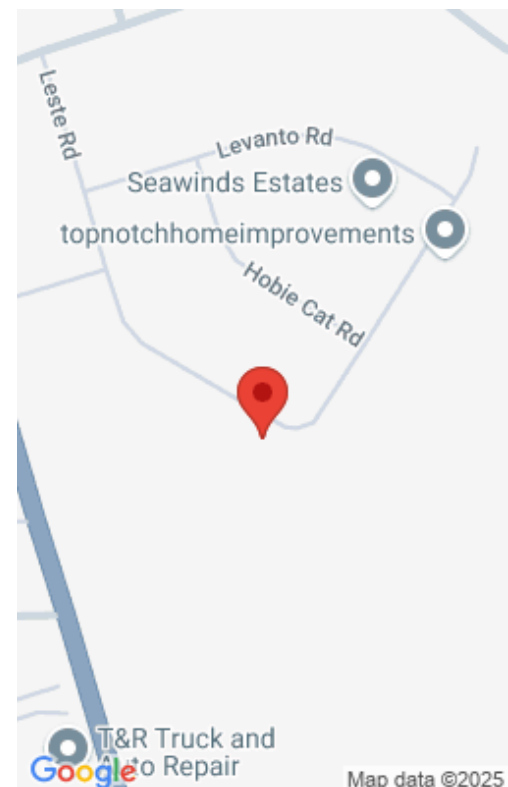 Leste Rd
Levanto Rd
Seawinds Estates
topnotchhomeimprovements
Hobie Cat Rd
T&R Truck and
Auto Repair
Google
Map data ©2025